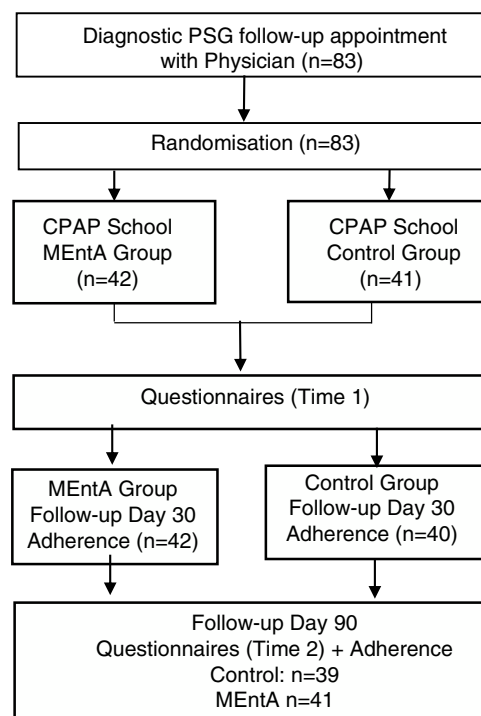 Diagnostic PSG follow-up appointment
with Physician (n=83)
Randomisation (n=83)
CPAP School
MEntA Group
(n=42)
CPAP School
Control Group
(n=41)
Questionnaires (Time 1)
MEntA Group
Follow-up Day 30
Adherence (n=42)
Control Group
Follow-up Day 30
Adherence (n=40)
Follow-up Day 90
Questionnaires (Time 2) + Adherence
Control: n=39
MEntA n=41